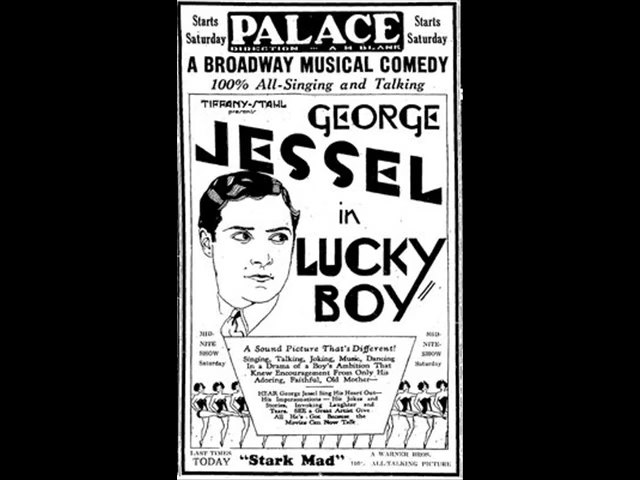 Starts Saturday
PALACE
Starts Saturday
DIRECTION - A H BLANK
A BROADWAY MUSICAL COMEDY
100% All-Singing and Talking
TIFFANY-STAHL
presents
GEORGE
JESSEL
in
LUCKY
BOY"
MID-
NITE
SHOW
Saturday
MID-
NITE-
SHOW
Saturday
A Sound Picture That's Different!
Singing, Talking, Joking, Music, Dancing
In a Drama of a Boy's Ambition That
Knew Encouragement From Only His
Adoring, Faithful, Old Mother—
HEAR George Jessel Sing His Heart Out—
His Impersonations — His Jokes and
Stories, Invoking Laughter and
Tears. SEE a Great Artist Give
All He's Got Because the
Movies Can Now Talk
LAST TIMES
TODAY
"Stark Mad"
A WARNER BROS.
100% ALL-TALKING PICTURE